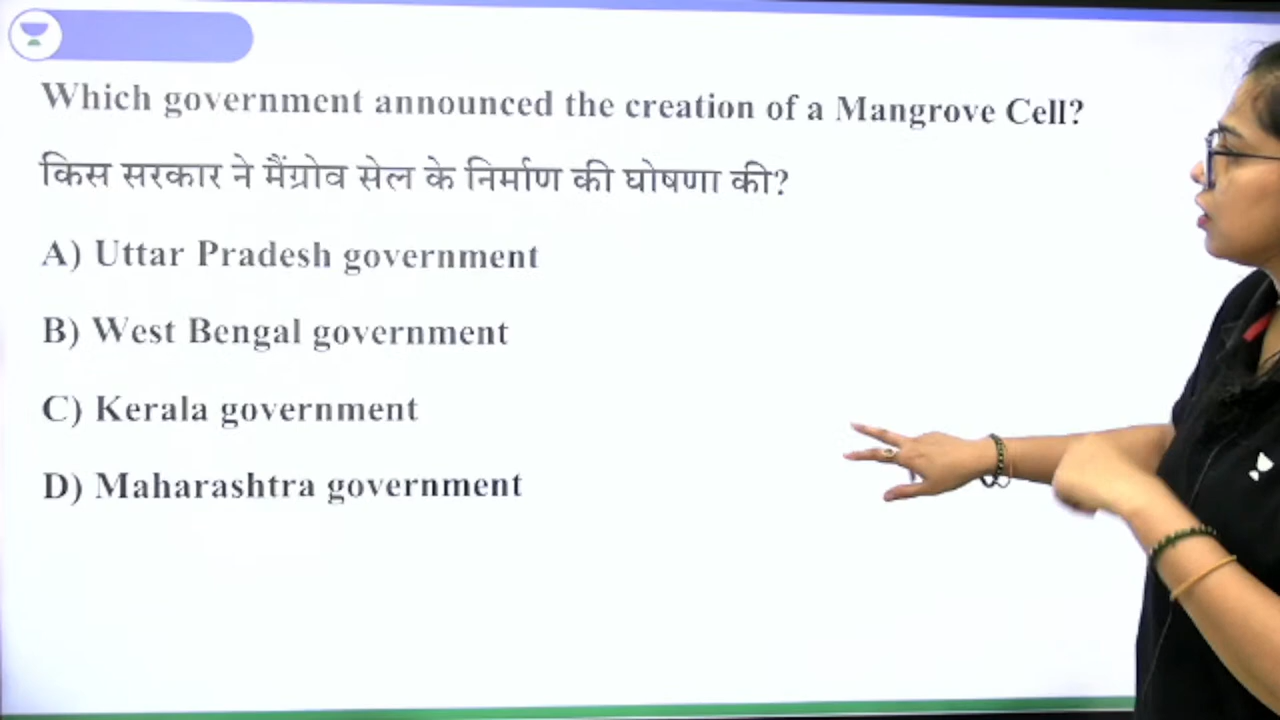 Which government announced the creation of a Mangrove Cell?
किस सरकार ने मैंग्रोव सेल के निर्माण की घोषणा की?
A) Uttar Pradesh government
B) West Bengal government
C) Kerala government
D) Maharashtra government